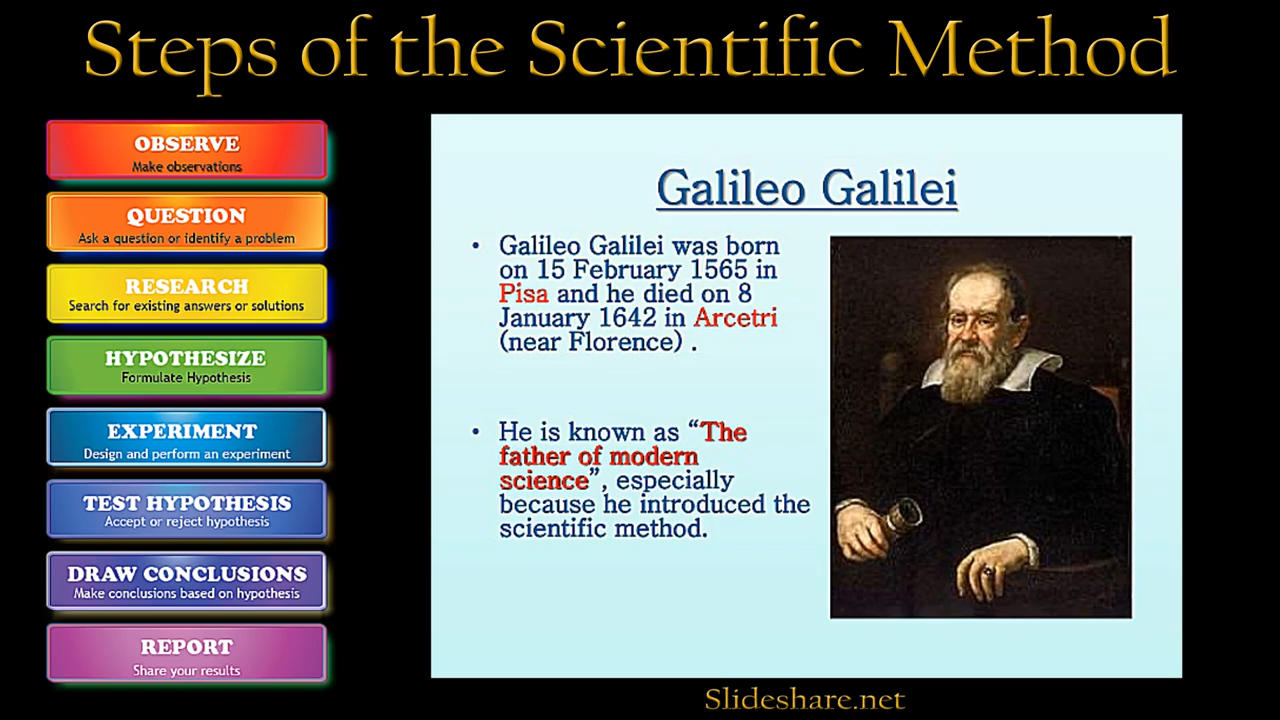 Steps of the Scientific Method
OBSERVE
Make observations
QUESTION
Ask a question or identify a problem
RESEARCH
Search for existing answers or solutions
HYPOTHESIZE
Formulate Hypothesis
EXPERIMENT
Design and perform an experiment
TEST HYPOTHESIS
Accept or reject hypothesis
DRAW CONCLUSIONS
Make conclusions based on hypothesis
REPORT
Share your results
Galileo Galilei
• Galileo Galilei was born
on 15 February 1565 in
Pisa and he died on 8
January 1642 in Arcetri
(near Florence) .
• He is known as “The
father of modern
science”, especially
because he introduced the
scientific method.
Slideshare.net